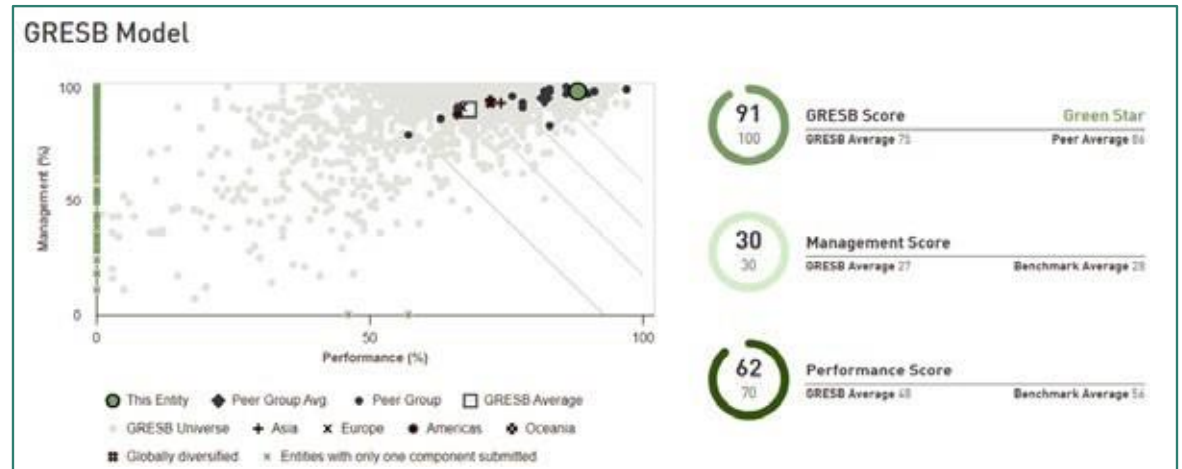 GRESB Model
100
50
0
Management (%)
0
50
100
Performance (%)
This Entity Peer Group Avg. Peer Group GRESB Average
GRESB Universe Asia Europe Americas Oceania
Globally diversified Entities with only one component submitted
91
100
GRESB Score Green Star
GRESB Average 75 Peer Average 86
30
30
Management Score
GRESB Average 27 Benchmark Average 28
62
70
Performance Score
GRESB Average 48 Benchmark Average 56